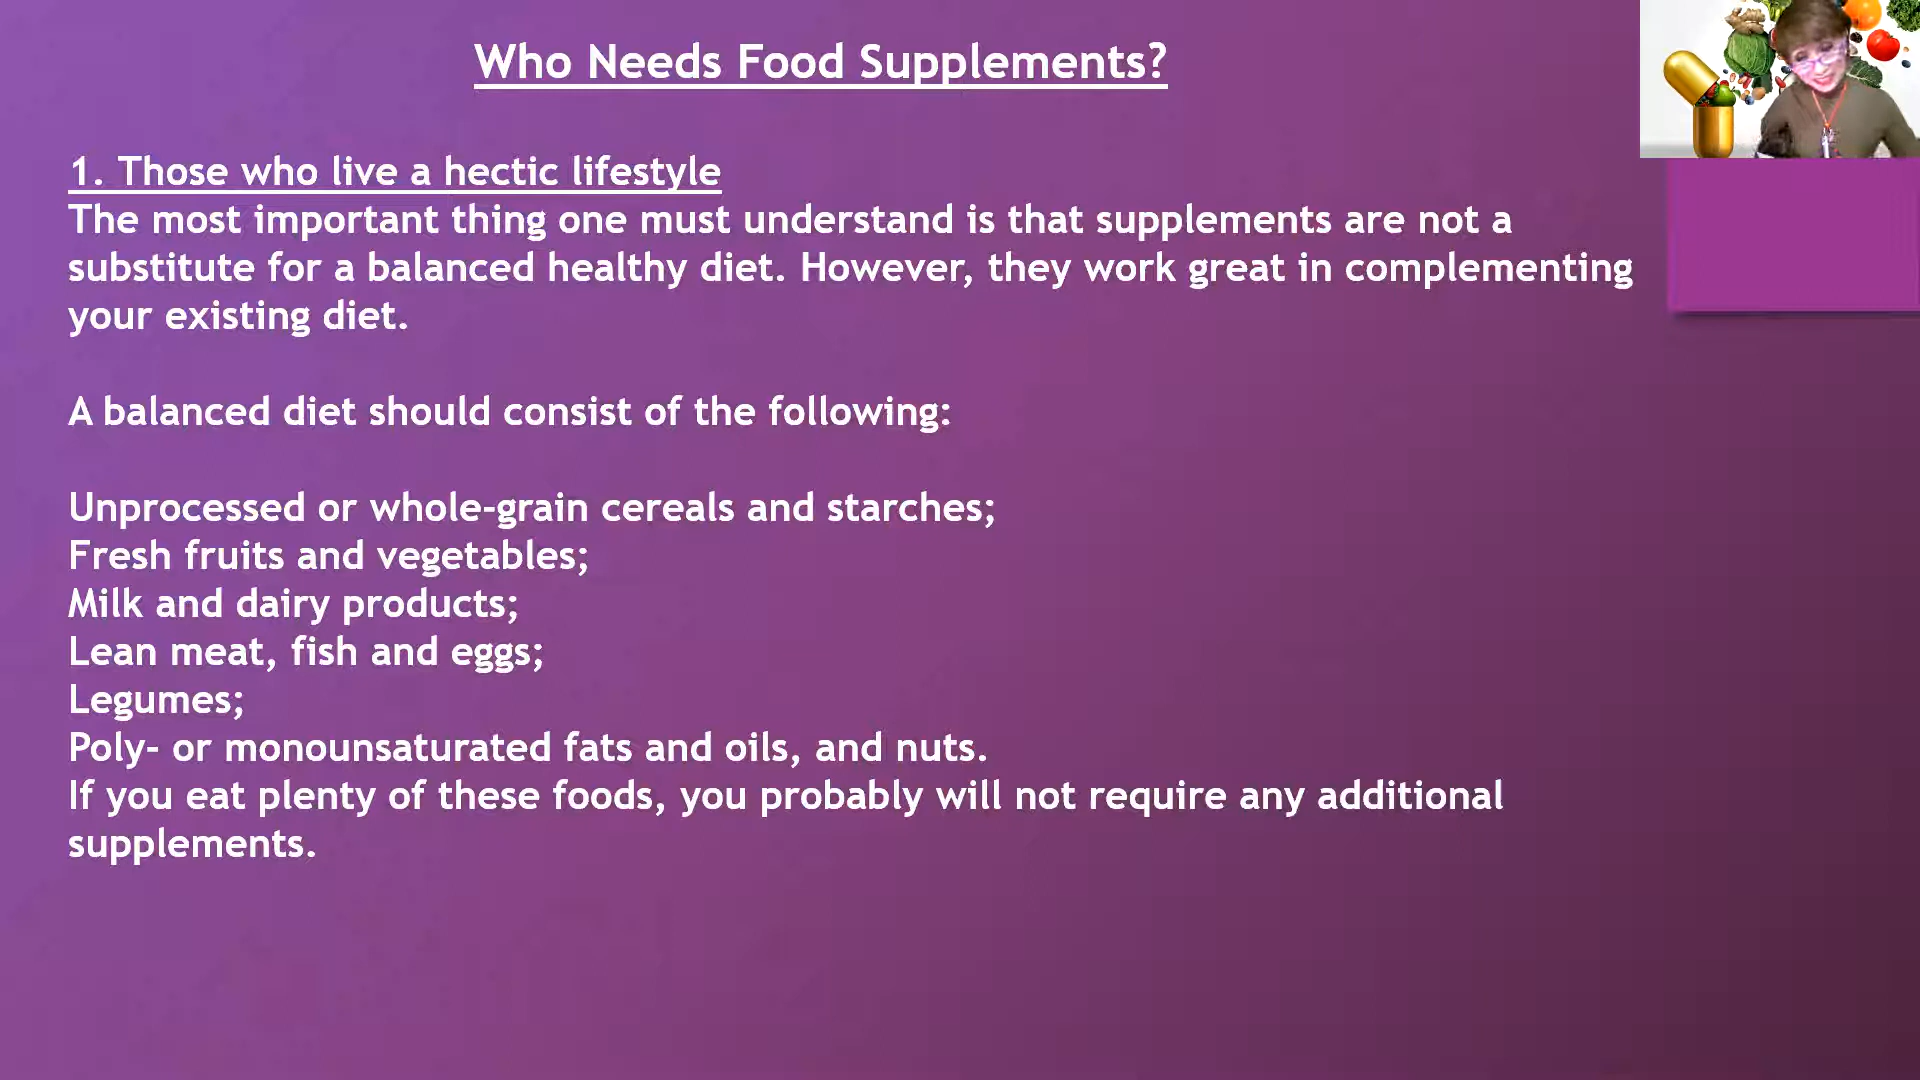 Who Needs Food Supplements?
1. Those who live a hectic lifestyle
The most important thing one must understand is that supplements are not a
substitute for a balanced healthy diet. However, they work great in complementing
your existing diet.
A balanced diet should consist of the following:
Unprocessed or whole-grain cereals and starches;
Fresh fruits and vegetables;
Milk and dairy products;
Lean meat, fish and eggs;
Legumes;
Poly- or monounsaturated fats and oils, and nuts.
If you eat plenty of these foods, you probably will not require any additional
supplements.